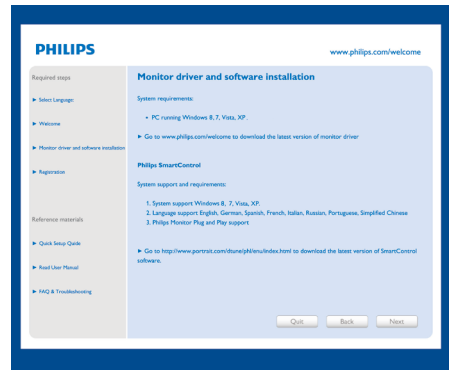 PHILIPS
www.philips.com/welcome
Required steps
► Select Language:
► Welcome
► Monitor driver and software installation
► Registration
Reference materials
► Quick Setup Guide
► Read User Manual
► FAQ & Troubleshooting
Monitor driver and software installation
System requirements:
• PC running Windows 8, 7, Vista, XP.
► Go to www.philips.com/welcome to download the latest version of monitor driver
Philips SmartControl
System support and requirements:
1. System support Windows 8, 7, Vista, XP.
2. Language support English, German, Spanish, French, Italian, Russian, Portuguese, Simplified Chinese
3. Philips Monitor Plug and Play support
► Go to http://www.portrait.com/dtune/phl/enu/index.html to download the latest version of SmartControl
software.
Quit
Back
Next